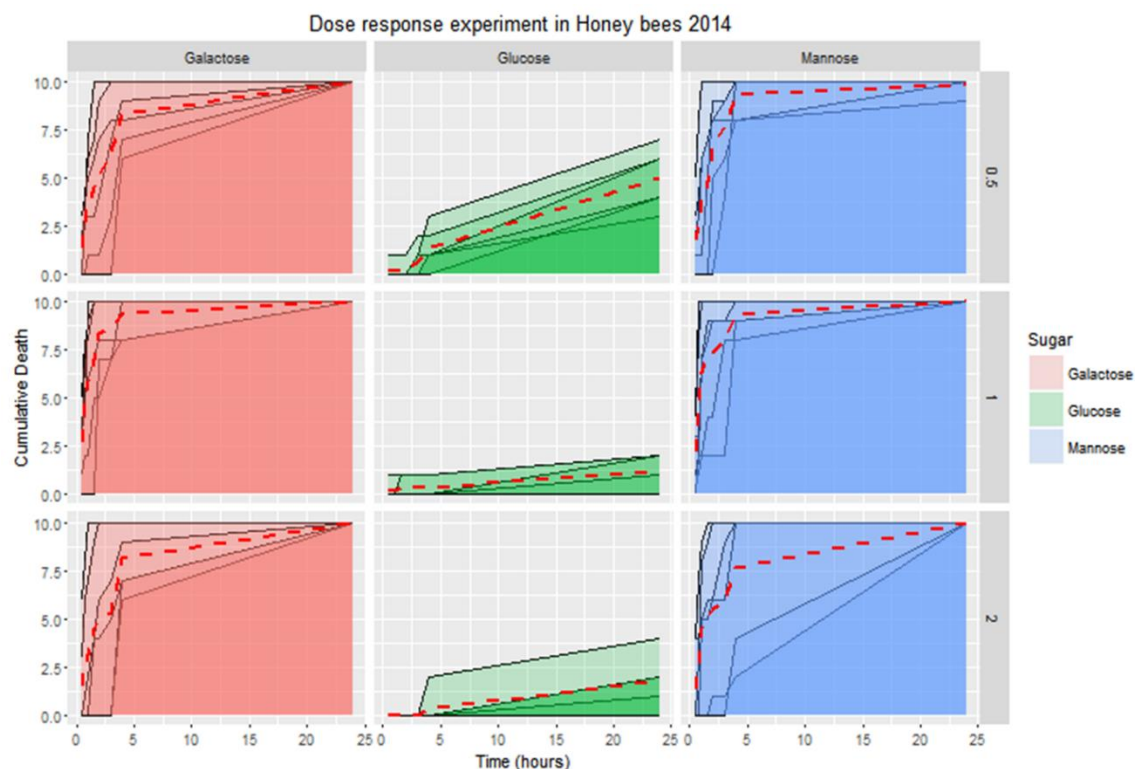 Dose response experiment in Honey bees 2014
Galactose Glucose Mannose
10.0
7.5
5.0
2.5
0.0
0.5
10.0
7.5
5.0
2.5
0.0
1
10.0
7.5
5.0
2.5
0.0
2
Cumulative Death
0 5 10 15 20 25 0 5 10 15 20 25 0 5 10 15 20 25
Time (hours)
Sugar
Galactose
Glucose
Mannose